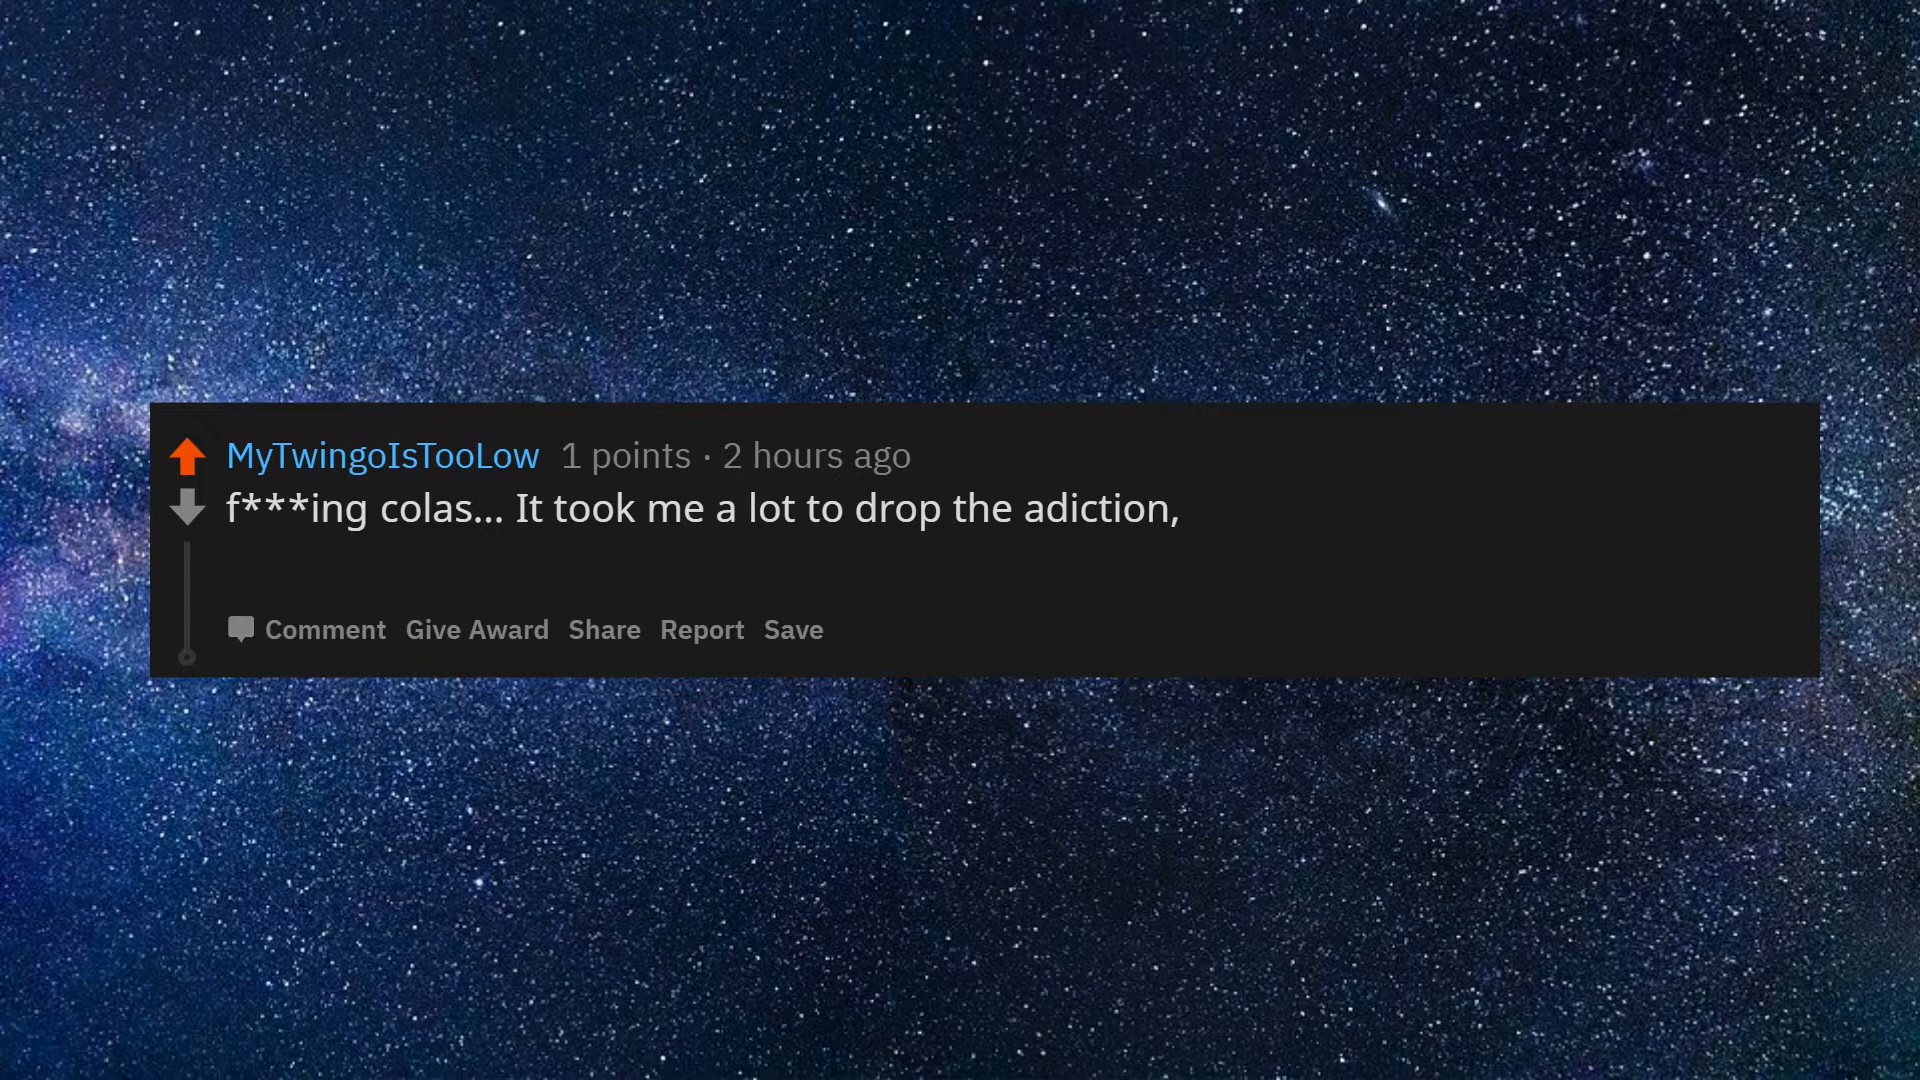 MyTwingoIsTooLow 1 points · 2 hours ago
f***ing colas... It took me a lot to drop the adiction,
Comment Give Award Share Report Save